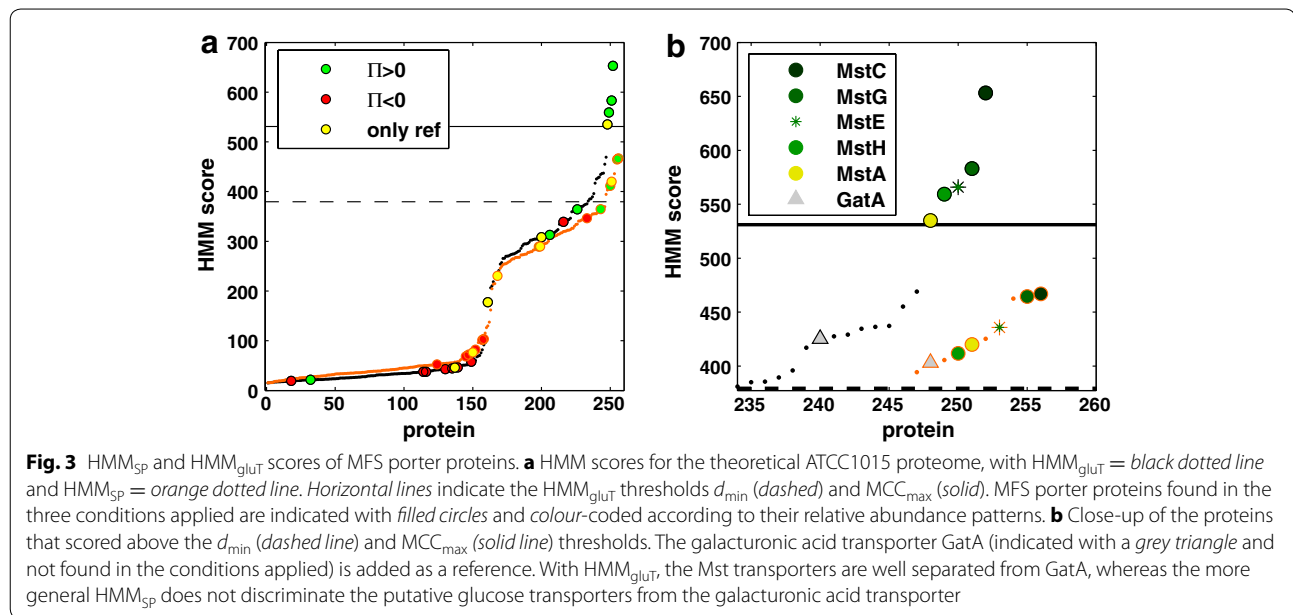 a
700
600
500
400
300
200
100
0
HMM score
Π>0
Π<0
only ref
0 50 100 150 200 250
protein
b
700
650
600
550
500
450
400
HMM score
MstC
MstG
MstE
MstH
MstA
GatA
235 240 245 250 255 260
protein
Fig. 3 HMMSP and HMMgluT scores of MFS porter proteins. a HMM scores for the theoretical ATCC1015 proteome, with HMMgluT = black dotted line
and HMMSP = orange dotted line. Horizontal lines indicate the HMMgluT thresholds dmin (dashed) and MCCmax (solid). MFS porter proteins found in the
three conditions applied are indicated with filled circles and colour-coded according to their relative abundance patterns. b Close-up of the proteins
that scored above the dmin (dashed line) and MCCmax (solid line) thresholds. The galacturonic acid transporter GatA (indicated with a grey triangle and
not found in the conditions applied) is added as a reference. With HMMgluT, the Mst transporters are well separated from GatA, whereas the more
general HMMSP does not discriminate the putative glucose transporters from the galacturonic acid transporter